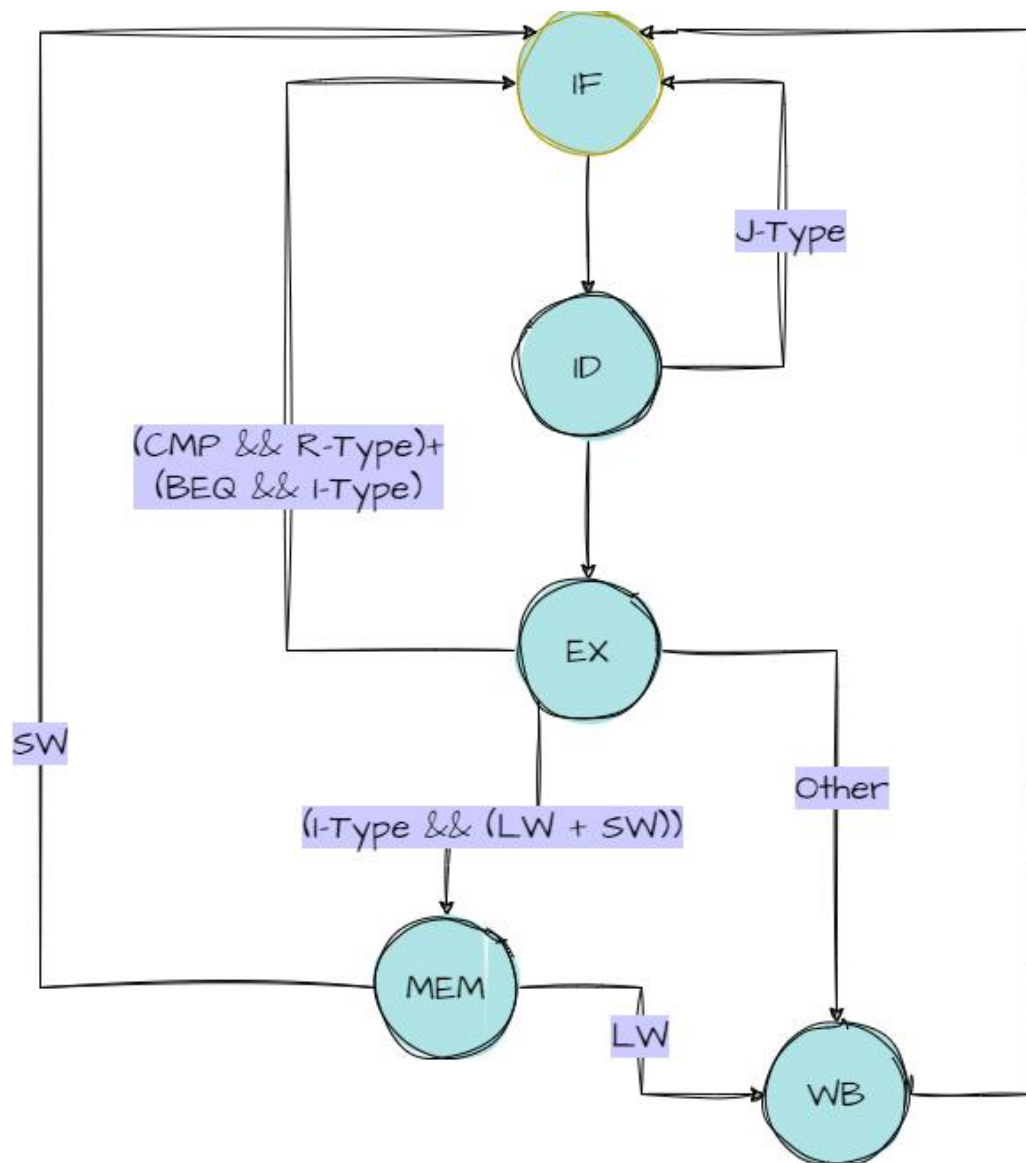 IF
J-Type
ID
(CMP && R-Type)+
(BEQ && I-Type)
EX
SW
Other
(I-Type && (LW + SW))
MEM
LW
WB